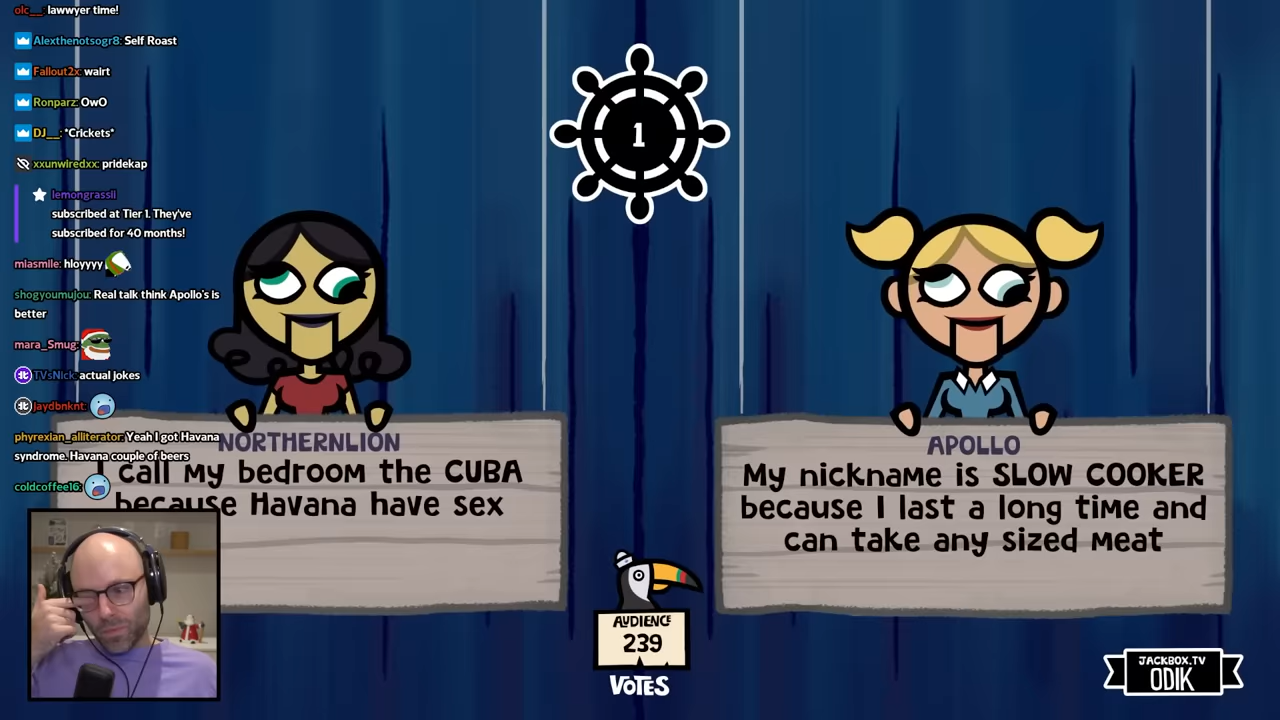 olc__: lawwyer time!
Alexthenotsogr8: Self Roast
Fallout2x: walrt
Ronparz: OwO
DJ__: *Crickets*
xxunwiredxx: pridekap
lemongrassii
subscribed at Tier 1. They've
subscribed for 40 months!
miasmile: hloyyyy
shogyoumujou: Real talk think Apollo's is
better
mara_Smug:
TVsNick: actual jokes
jaydbnknt:
phyrexian_alliterator: Yeah I got Havana
syndrome. Havana couple of beers
coldcoffee16:
1
NORTHERNLION
I call my bedroom the CUBA
because Havana have sex
APOLLO
My nickname is SLOW COOKER
because I last a long time and
can take any sized meat
AUDIENCE
239
VOTES
JACKBOX.TV
ODIK